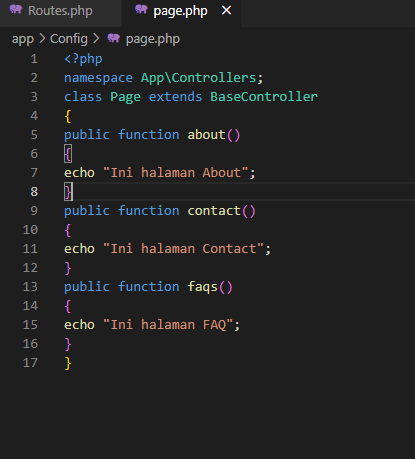 Routes.php page.php ×
app > Config > page.php
1 <?php
2 namespace App\Controllers;
3 class Page extends BaseController
4 {
5 public function about()
6 {
7 echo "Ini halaman About";
8 }
9 public function contact()
10 {
11 echo "Ini halaman Contact";
12 }
13 public function faqs()
14 {
15 echo "Ini halaman FAQ";
16 }
17 }